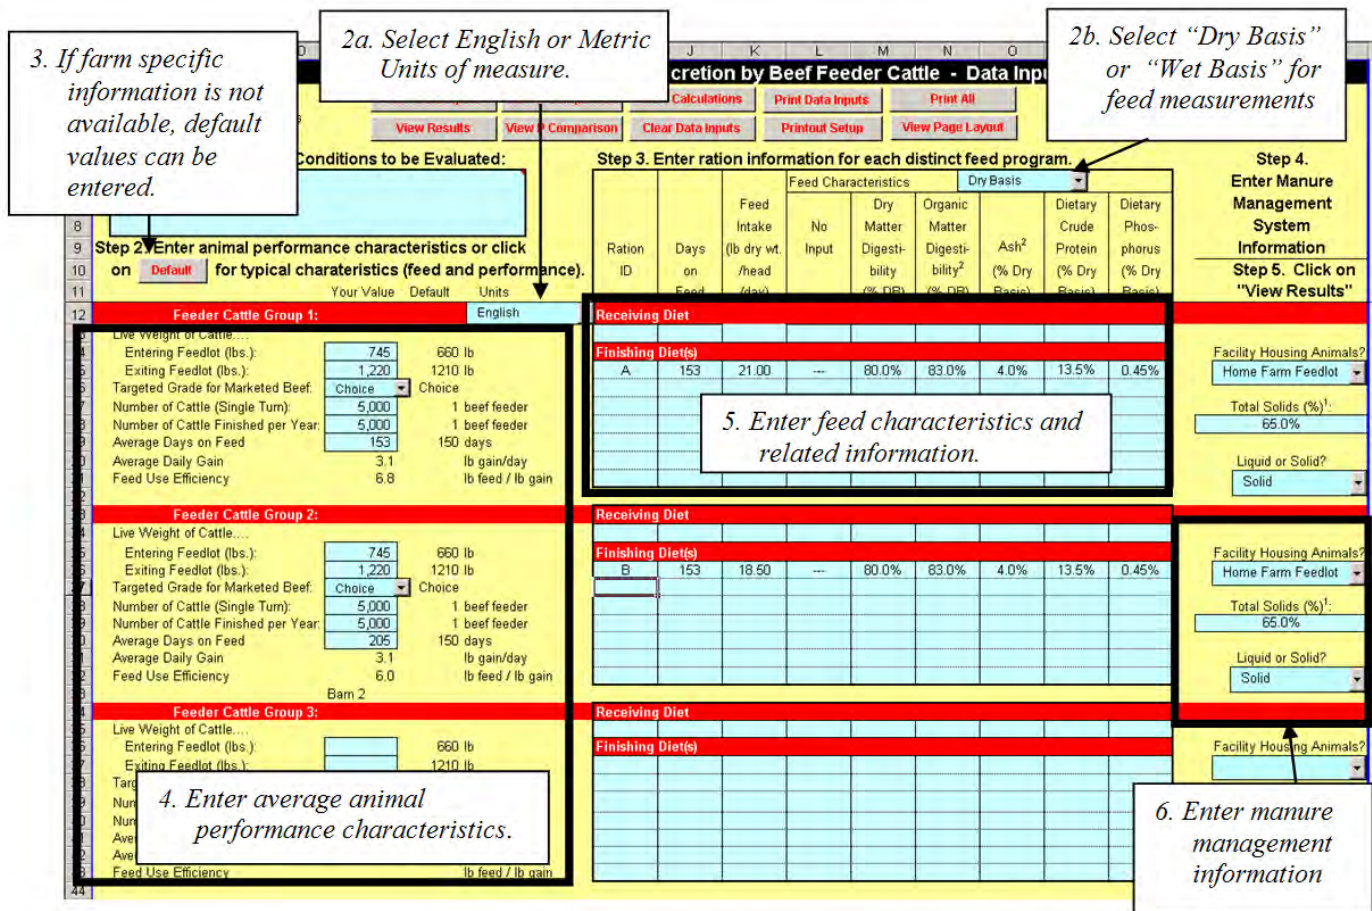 3. If farm specific
information is not
available, default
values can be
entered.
2a. Select English or Metric
Units of measure.
2b. Select “Dry Basis”
or “Wet Basis” for
feed measurements
J K L M N O
cretion by Beef Feeder Cattle - Data Inpu
Calculations Print Data Inputs Print All
View Results View P Comparison Clear Data Inputs Printout Setup View Page Layout
Conditions to be Evaluated:
Step 3. Enter ration information for each distinct feed program.
Step 4.
Enter Manure
Management
System
Information
Step 5. Click on
"View Results"
Feed Characteristics Dry Basis
Ration
ID
Days
on
Feed
Feed
Intake
(lb dry wt.
/head
/day)
No
Input
Dry
Matter
Digesti-
bility
(% DB)
Organic
Matter
Digesti-
bility2
(% DB)
Ash2
(% Dry
Basis)
Dietary
Crude
Protein
(% Dry
Basis)
Dietary
Phos-
phorus
(% Dry
Basis)
8
9 Step 2. Enter animal performance characteristics or click
10 on Default for typical charateristics (feed and performance).
11 Your Value Default Units
12 Feeder Cattle Group 1: English
Live Weight of Cattle....
Entering Feedlot (lbs.): 745 660 lb
Exiting Feedlot (lbs.): 1,220 1210 lb
Targeted Grade for Marketed Beef: Choice Choice
Number of Cattle (Single Turn): 5,000 1 beef feeder
Number of Cattle Finished per Year: 5,000 1 beef feeder
Average Days on Feed 153 150 days
Average Daily Gain 3.1 lb gain/day
Feed Use Efficiency 6.8 lb feed / lb gain
Receiving Diet
Finishing Diet(s)
A 153 21.00 --- 80.0% 83.0% 4.0% 13.5% 0.45%
5. Enter feed characteristics and
related information.
Facility Housing Animals?
Home Farm Feedlot
Total Solids (%)1:
65.0%
Liquid or Solid?
Solid
Feeder Cattle Group 2:
Live Weight of Cattle....
Entering Feedlot (lbs.): 745 660 lb
Exiting Feedlot (lbs.): 1,220 1210 lb
Targeted Grade for Marketed Beef: Choice Choice
Number of Cattle (Single Turn): 5,000 1 beef feeder
Number of Cattle Finished per Year: 5,000 1 beef feeder
Average Days on Feed 205 150 days
Average Daily Gain 3.1 lb gain/day
Feed Use Efficiency 6.0 lb feed / lb gain
Barn 2
Receiving Diet
Finishing Diet(s)
B 153 18.50 --- 80.0% 83.0% 4.0% 13.5% 0.45%
Facility Housing Animals?
Home Farm Feedlot
Total Solids (%)1:
65.0%
Liquid or Solid?
Solid
Feeder Cattle Group 3:
Live Weight of Cattle....
Entering Feedlot (lbs.): 660 lb
Exiting Feedlot (lbs.): 1210 lb
4. Enter average animal
performance characteristics.
Feed Use Efficiency lb feed / lb gain
44
Receiving Diet
Finishing Diet(s)
Facility Housing Animals?
6. Enter manure
management
information